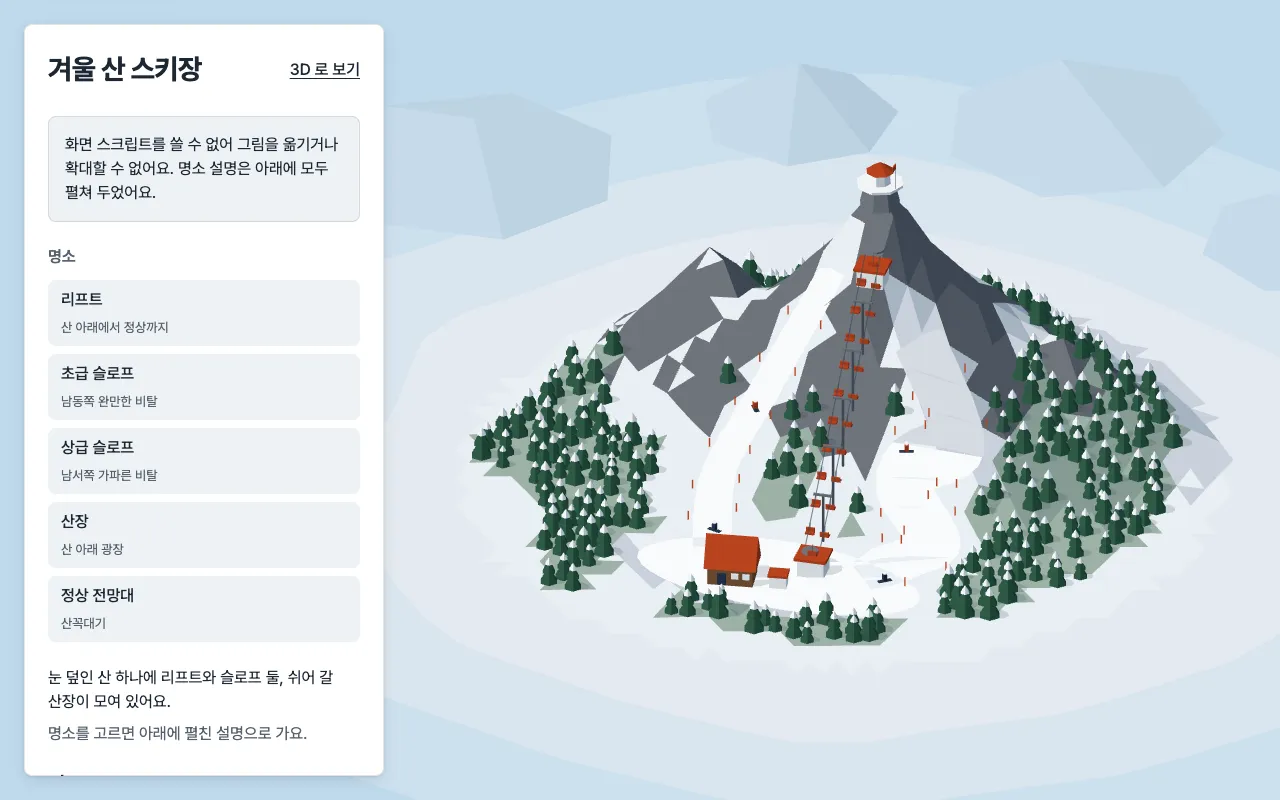 겨울 산 스키장
3D 로 보기
화면 스크립트를 쓸 수 없어 그림을 옮기거나
확대할 수 없어요. 명소 설명은 아래에 모두
펼쳐 두었어요.
명소
리프트
산 아래에서 정상까지
초급 슬로프
남동쪽 완만한 비탈
상급 슬로프
남서쪽 가파른 비탈
산장
산 아래 광장
정상 전망대
산꼭대기
눈 덮인 산 하나에 리프트와 슬로프 둘, 쉬어 갈
산장이 모여 있어요.
명소를 고르면 아래에 펼친 설명으로 가요.